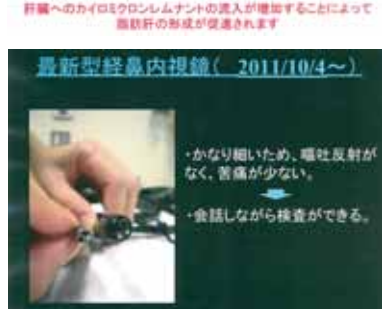 肝臓へのカイロミクロンレムナントの流入が増加することによって
脂肪肝の形成が促進されます
最新型経鼻内視鏡( 2011/10/4～)
・かなり細いため、嘔吐反射が
なく、苦痛が少ない。
・会話しながら検査ができる。